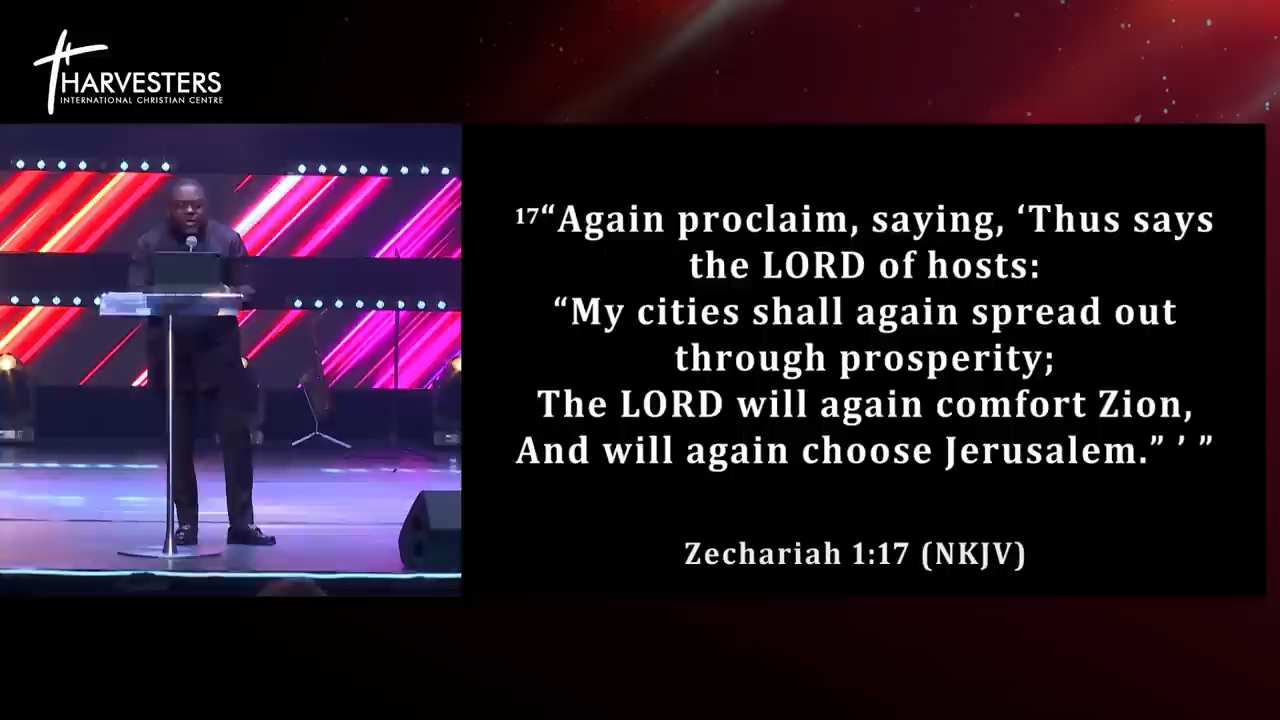 HARVESTERS
INTERNATIONAL CHRISTIAN CENTRE
17“Again proclaim, saying, ‘Thus says
the LORD of hosts:
“My cities shall again spread out
through prosperity;
The LORD will again comfort Zion,
And will again choose Jerusalem.” ’ ”
Zechariah 1:17 (NKJV)